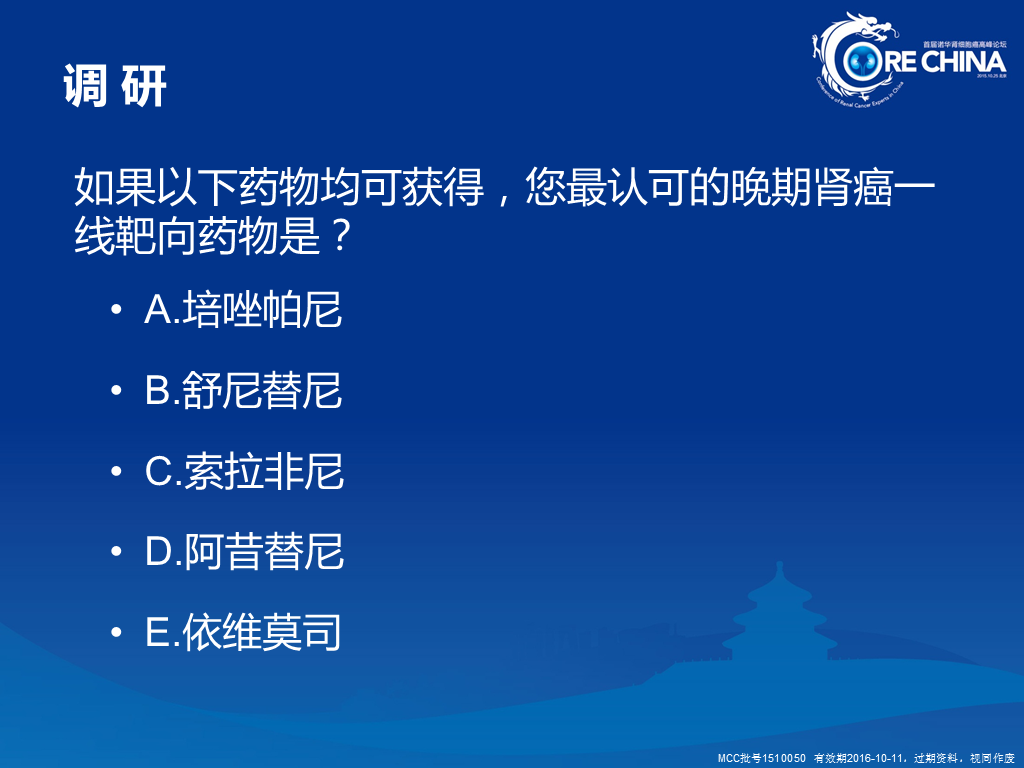 首届诺华肾细胞癌高峰论坛
CORE CHINA
2015.10.25 北京
Conference of Renal Cancer Experts in China
调 研
如果以下药物均可获得，您最认可的晚期肾癌一
线靶向药物是？
• A.培唑帕尼
• B.舒尼替尼
• C.索拉非尼
• D.阿昔替尼
• E.依维莫司
MCC批号1510050 有效期2016-10-11，过期资料，视同作废